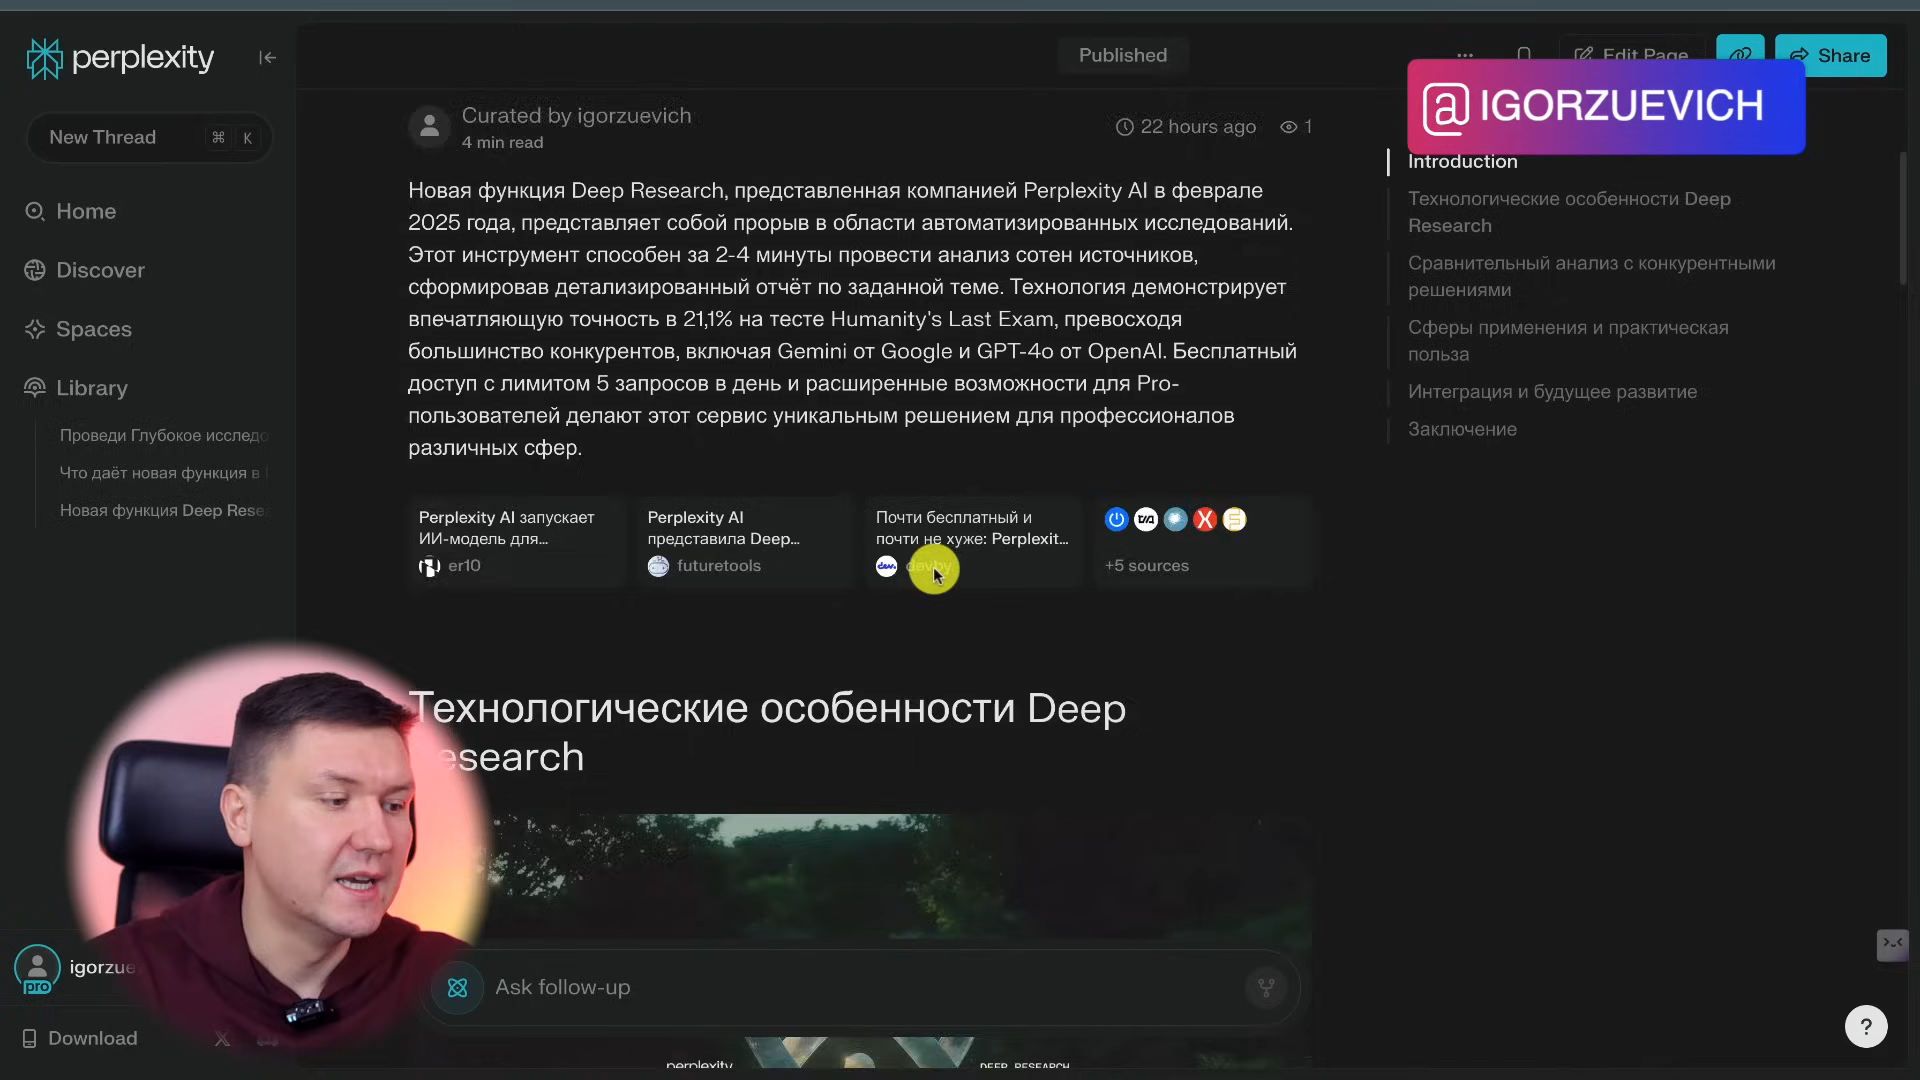 perplexity
Published
Edit Page
Share
@IGORZUEVICH
New Thread
⌘ K
Home
Discover
Spaces
Library
Проведи Глубокое исследо
Что даёт новая функция в
Новая функция Deep Rese
Curated by igorzuevich
4 min read
22 hours ago
1
Новая функция Deep Research, представленная компанией Perplexity AI в феврале
2025 года, представляет собой прорыв в области автоматизированных исследований.
Этот инструмент способен за 2-4 минуты провести анализ сотен источников,
сформировав детализированный отчёт по заданной теме. Технология демонстрирует
впечатляющую точность в 21,1% на тесте Humanity's Last Exam, превосходя
большинство конкурентов, включая Gemini от Google и GPT-4o от OpenAI. Бесплатный
доступ с лимитом 5 запросов в день и расширенные возможности для Pro-
пользователей делают этот сервис уникальным решением для профессионалов
различных сфер.
Perplexity AI запускает
ИИ-модель для...
er10
Perplexity AI
представила Deep...
futuretools
Почти бесплатный и
почти не хуже: Perplexit...
dev.
devby
+5 sources
Introduction
Технологические особенности Deep
Research
Сравнительный анализ с конкурентными
решениями
Сферы применения и практическая
польза
Интеграция и будущее развитие
Заключение
Технологические особенности Deep
esearch
Ask follow-up
perplexity
DEEP RESEARCH
igorzue
pro
Download
?